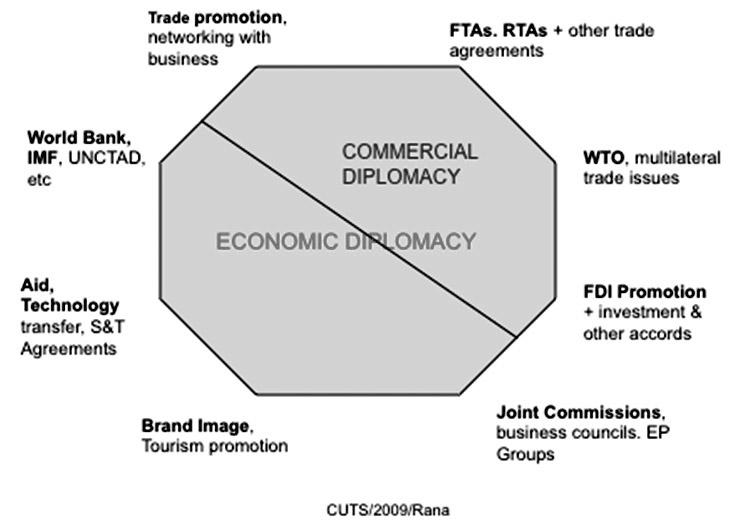 Trade promotion,
networking with
business
FTAs. RTAs + other trade
agreements
World Bank,
IMF, UNCTAD,
etc
COMMERCIAL
DIPLOMACY
WTO, multilateral
trade issues
ECONOMIC DIPLOMACY
Aid,
Technology
transfer, S&T
Agreements
FDI Promotion
+ investment &
other accords
Brand Image,
Tourism promotion
Joint Commissions,
business councils. EP
Groups
CUTS/2009/Rana